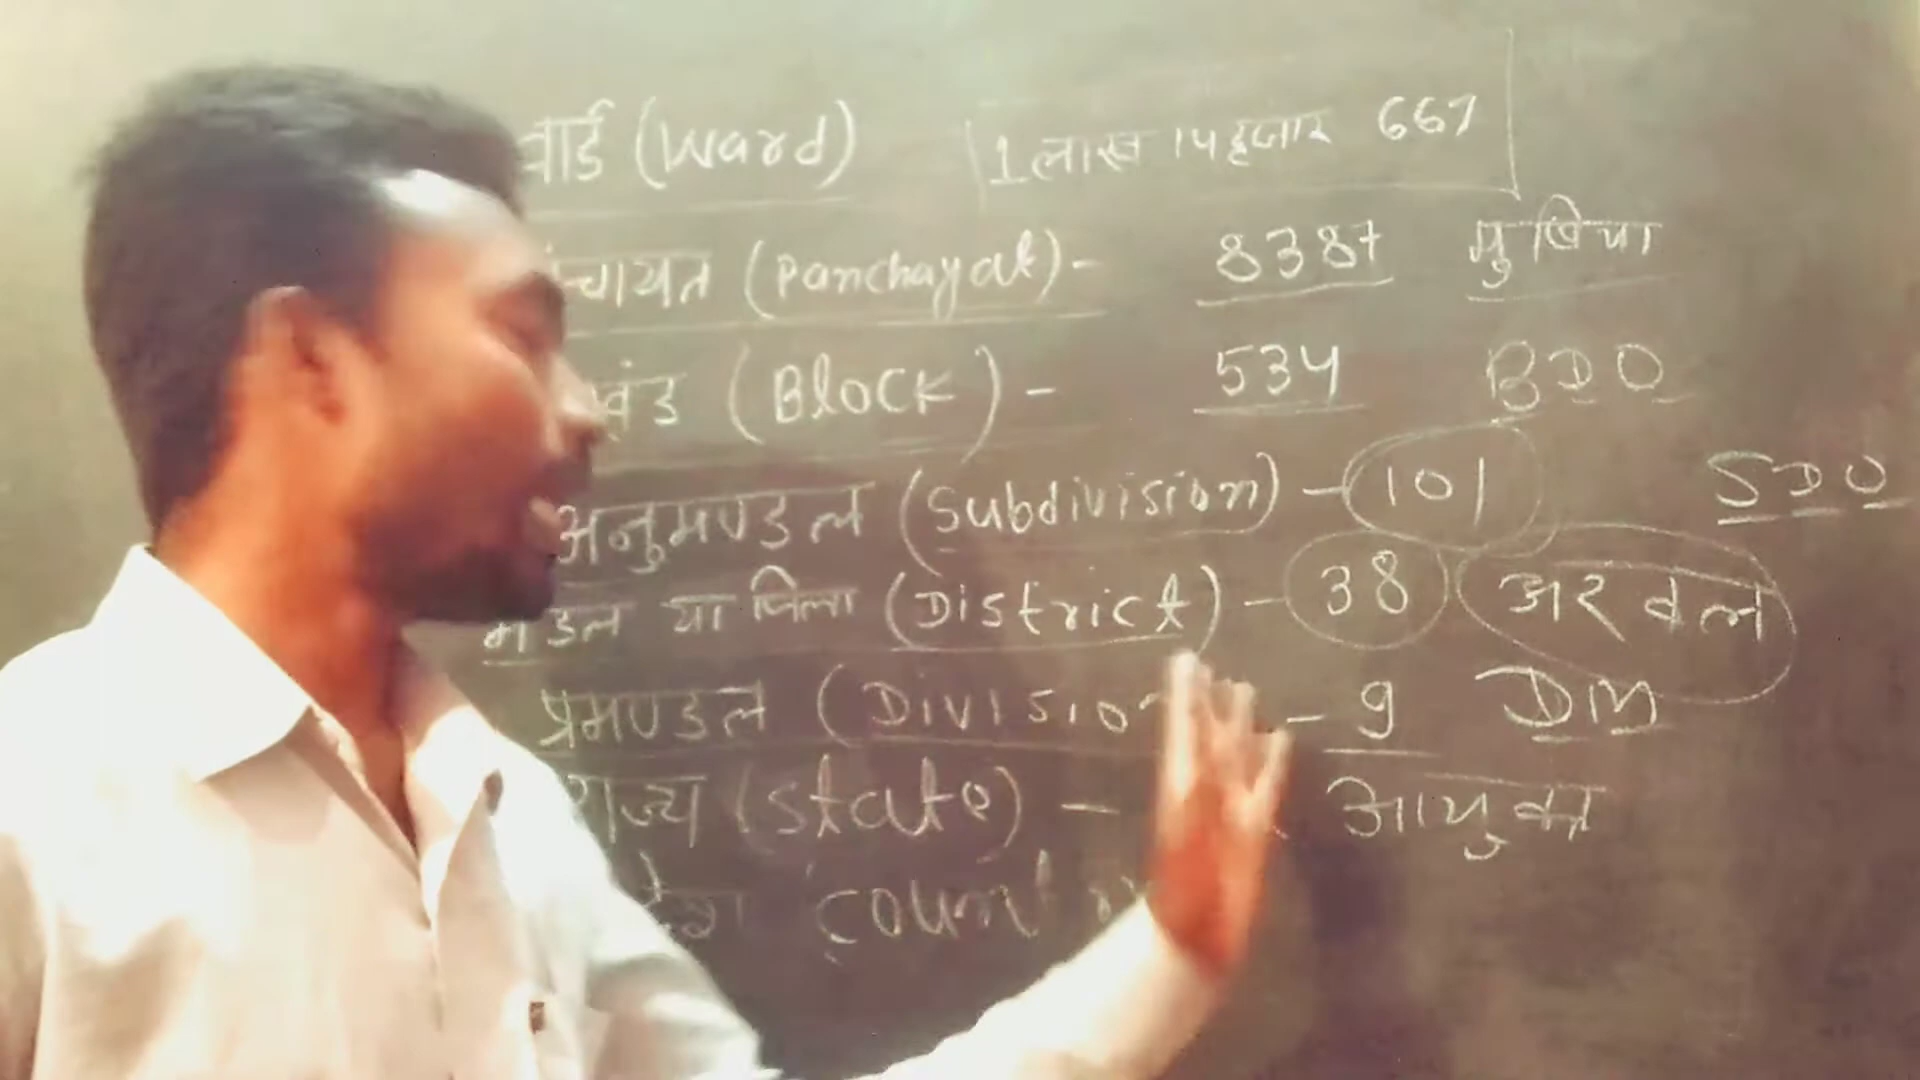 वार्ड (Ward) 1 लाख 14 हजार 667
पंचायत (Panchayat) - 8387 मुखिया
खंड (Block) - 534 BDO
अनुमण्डल (Subdivision) - 101 SDO
मंडल या जिला (District) - 38 अरवल
प्रमण्डल (Division - 9 DM
राज्य (State) - आयुक्त
देश Country